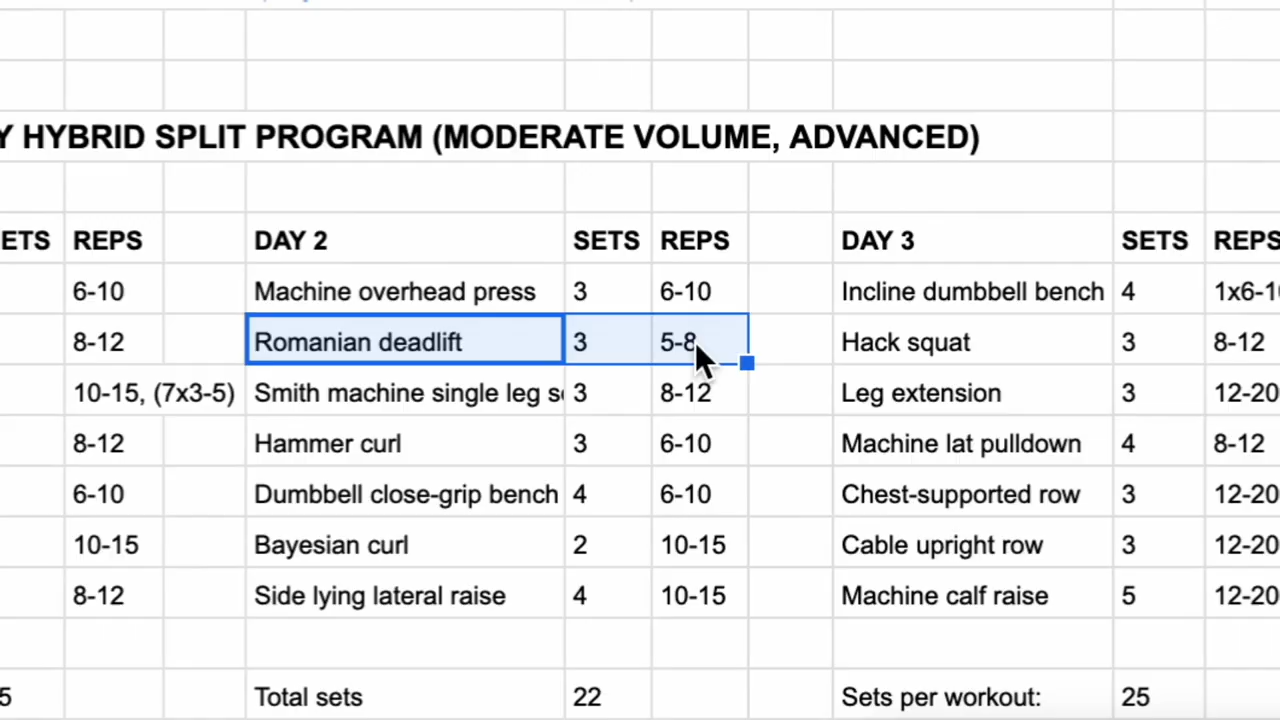 Y HYBRID SPLIT PROGRAM (MODERATE VOLUME, ADVANCED)
ETS REPS DAY 2 SETS REPS DAY 3 SETS REPS
6-10 Machine overhead press 3 6-10 Incline dumbbell bench 4 1x6-10
8-12 Romanian deadlift 3 5-8 Hack squat 3 8-12
10-15, (7x3-5) Smith machine single leg s 3 8-12 Leg extension 3 12-20
8-12 Hammer curl 3 6-10 Machine lat pulldown 4 8-12
6-10 Dumbbell close-grip bench 4 6-10 Chest-supported row 3 12-20
10-15 Bayesian curl 2 10-15 Cable upright row 3 12-20
8-12 Side lying lateral raise 4 10-15 Machine calf raise 5 12-20
5 Total sets 22 Sets per workout: 25